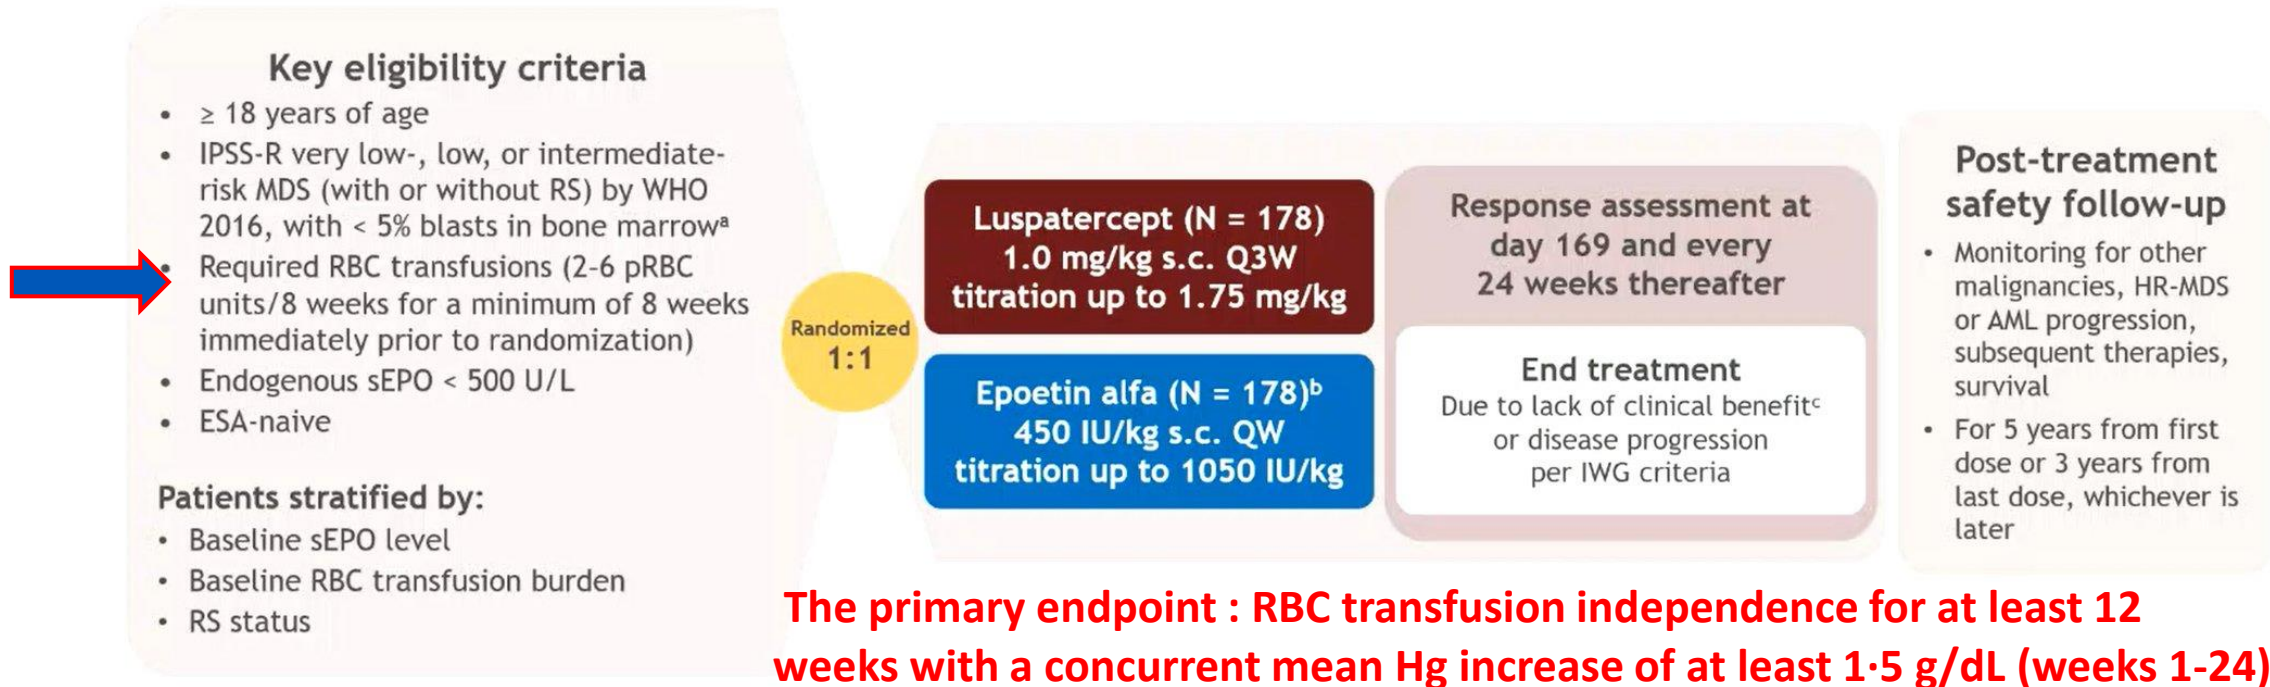 Key eligibility criteria
• ≥ 18 years of age
• IPSS-R very low-, low, or intermediate-
risk MDS (with or without RS) by WHO
2016, with < 5% blasts in bone marrowᵃ
• Required RBC transfusions (2-6 pRBC
units/8 weeks for a minimum of 8 weeks
immediately prior to randomization)
• Endogenous sEPO < 500 U/L
• ESA-naive
Patients stratified by:
• Baseline sEPO level
• Baseline RBC transfusion burden
• RS status
Randomized
1:1
Luspatercept (N = 178)
1.0 mg/kg s.c. Q3W
titration up to 1.75 mg/kg
Epoetin alfa (N = 178)ᵇ
450 IU/kg s.c. QW
titration up to 1050 IU/kg
Response assessment at
day 169 and every
24 weeks thereafter
End treatment
Due to lack of clinical benefitᶜ
or disease progression
per IWG criteria
Post-treatment
safety follow-up
• Monitoring for other
malignancies, HR-MDS
or AML progression,
subsequent therapies,
survival
• For 5 years from first
dose or 3 years from
last dose, whichever is
later
The primary endpoint : RBC transfusion independence for at least 12
weeks with a concurrent mean Hg increase of at least 1·5 g/dL (weeks 1-24)